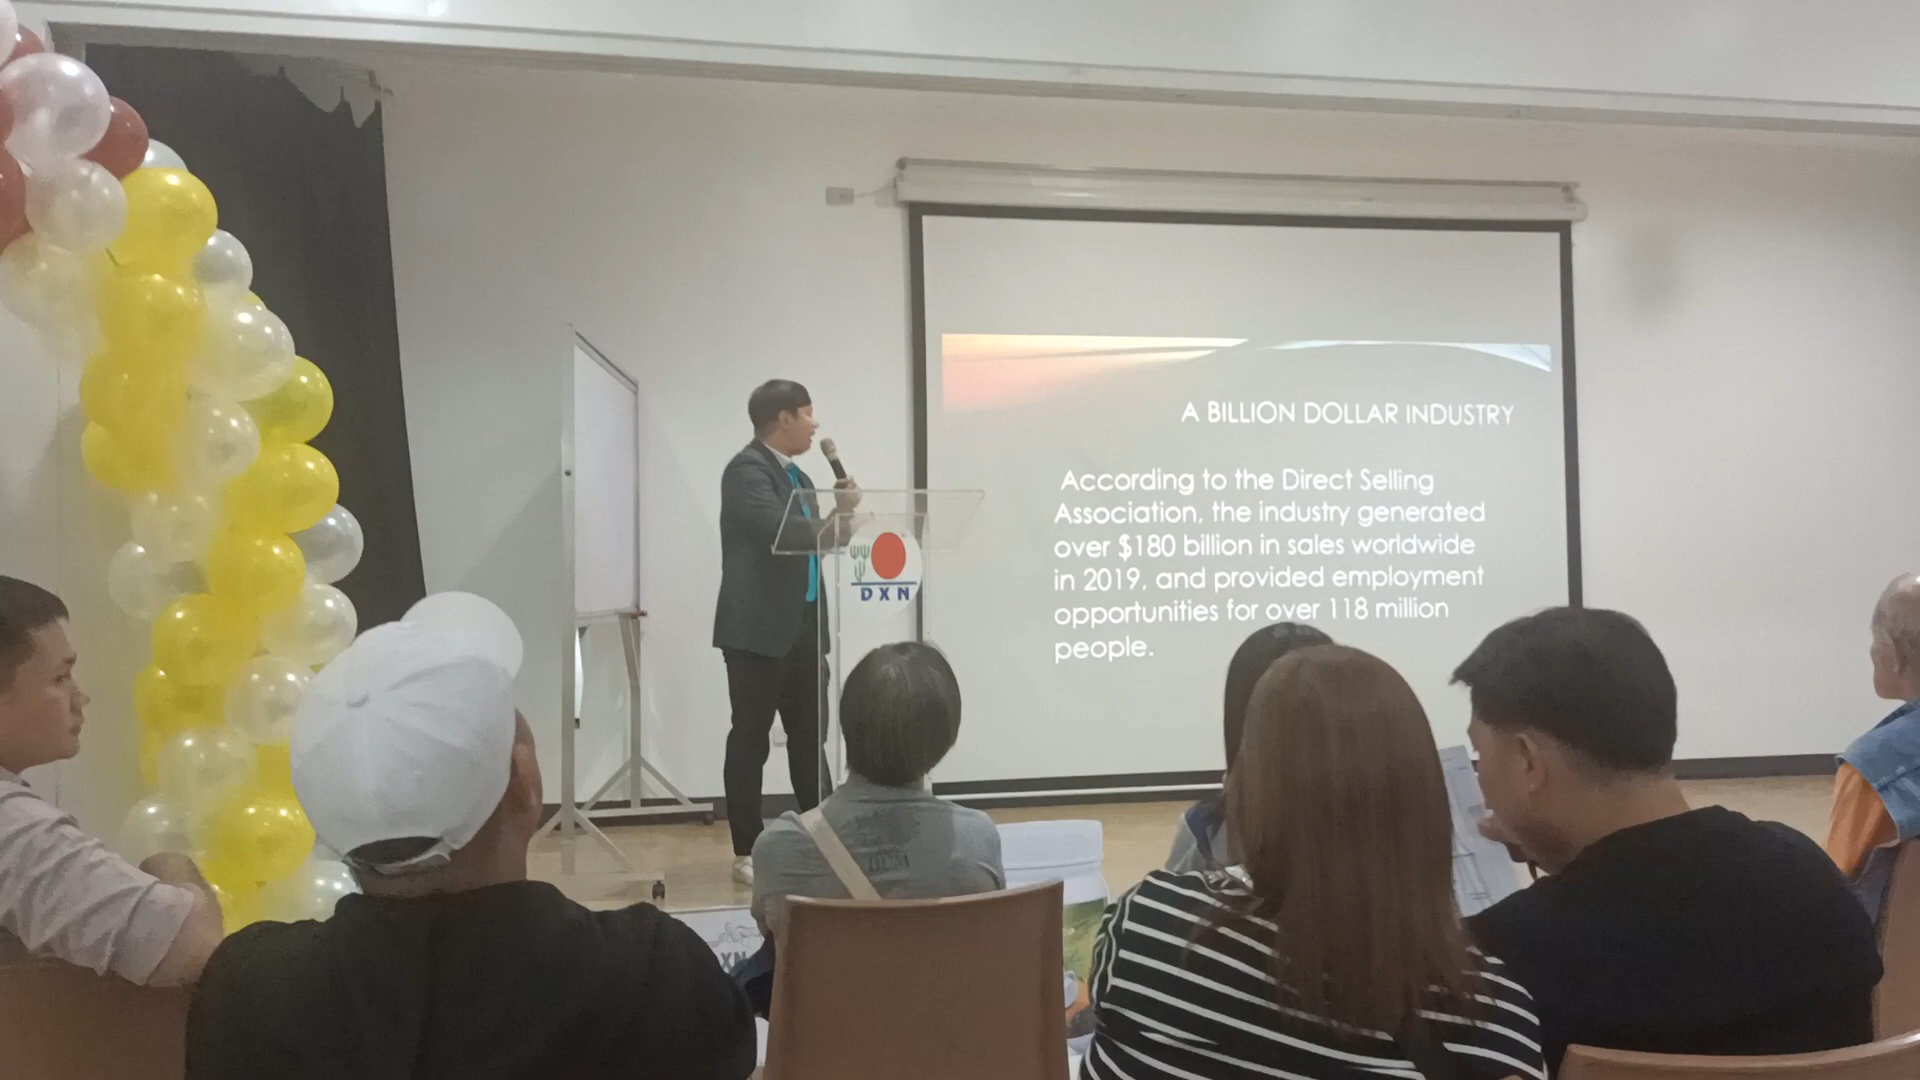 A BILLION DOLLAR INDUSTRY
According to the Direct Selling
Association, the industry generated
over $180 billion in sales worldwide
in 2019, and provided employment
opportunities for over 118 million
people.
DXN